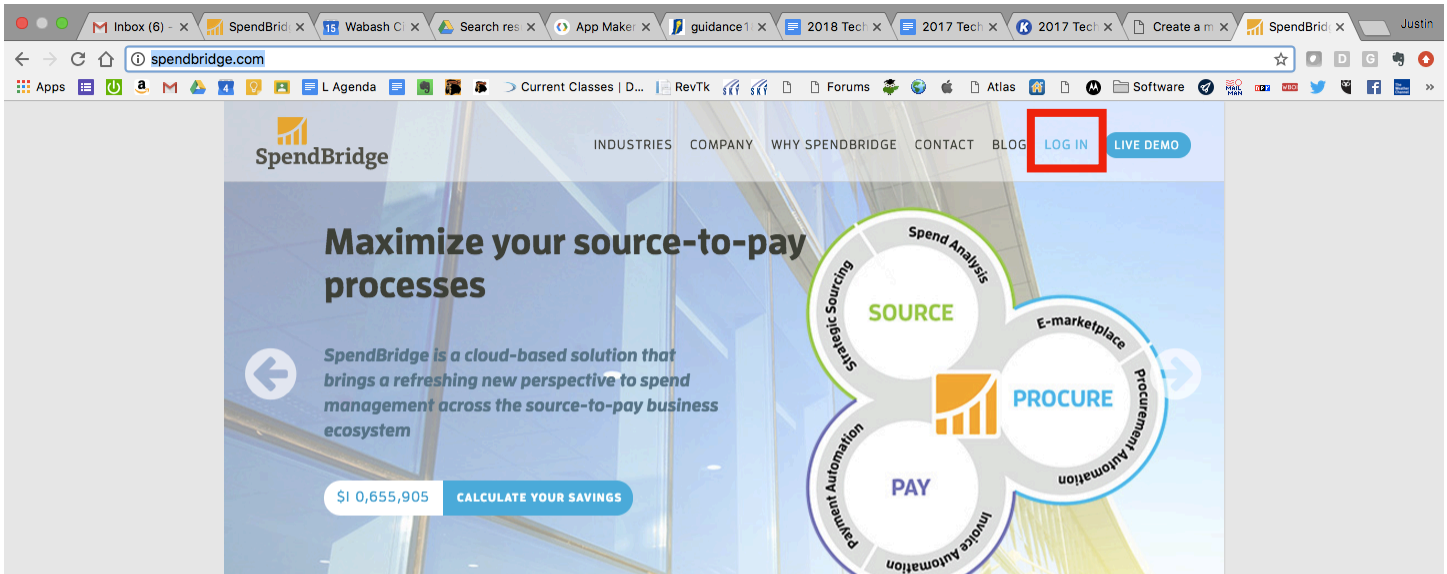 Inbox (6) -
SpendBrid
Wabash Ci
Search res
App Maker
guidance1
2018 Tech
2017 Tech
2017 Tech
Create a m
SpendBrid
Justin
spendbridge.com
Apps
L Agenda
Current Classes | D...
RevTk
Forums
Atlas
Software
SpendBridge
INDUSTRIES
COMPANY
WHY SPENDBRIDGE
CONTACT
BLOG
LOG IN
LIVE DEMO
Maximize your source-to-pay
processes
SpendBridge is a cloud-based solution that
brings a refreshing new perspective to spend
management across the source-to-pay business
ecosystem
$10,655,905
CALCULATE YOUR SAVINGS
Strategic Sourcing
Spend Analysis
SOURCE
E-marketplace
PROCURE
Procurement Automation
Payment Automation
PAY
Invoice Automation